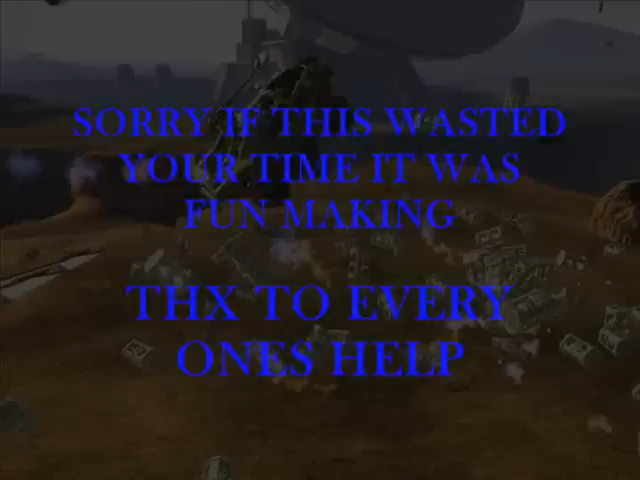 SORRY IF THIS WASTED
YOUR TIME IT WAS
FUN MAKING
THX TO EVERY
ONES HELP